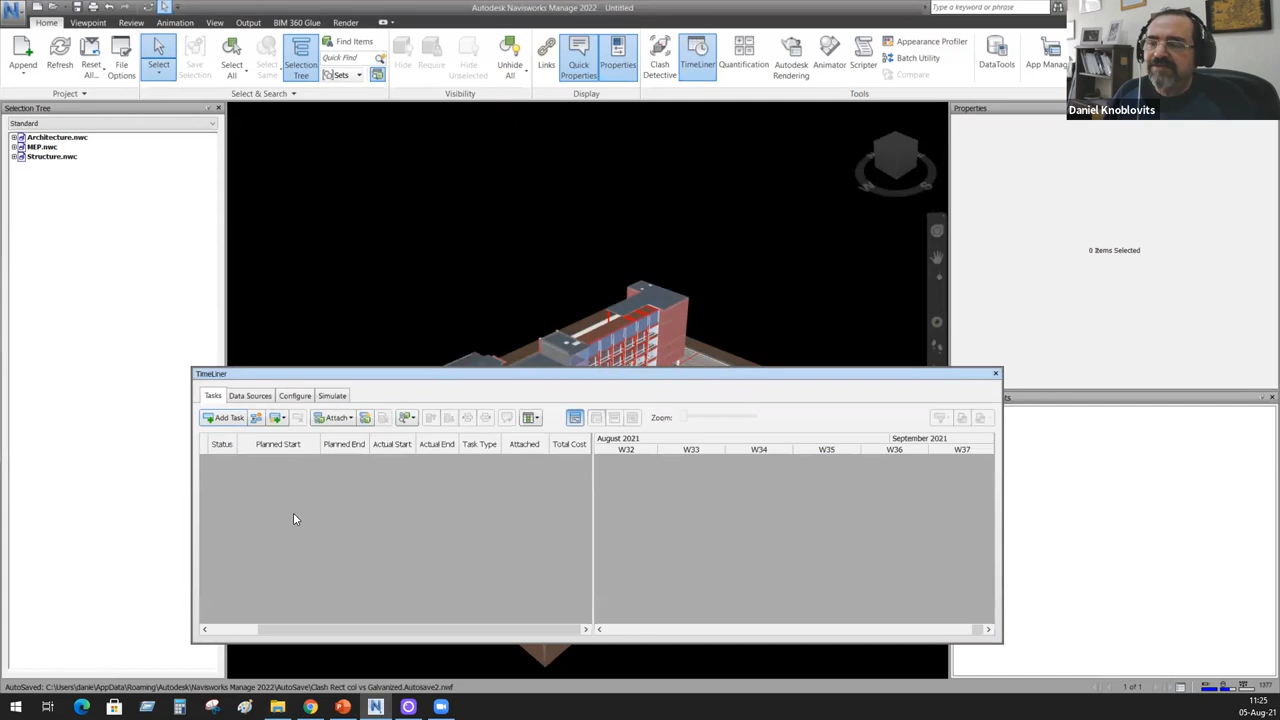 Autodesk Navisworks Manage 2022 Untitled
Type a keyword or phrase
Home Viewpoint Review Animation View Output BIM 360 Glue Render
Append
Refresh
Reset All...
File Options
Project
Select
Save Selection
Select All
Select Same
Selection Tree
Find Items
Quick Find
Sets
Select & Search
Hide
Require
Hide Unselected
Unhide All
Visibility
Links
Quick Properties
Properties
Display
Clash Detective
TimeLiner
Quantification
Autodesk Rendering
Animator
Scripter
Appearance Profiler
Batch Utility
Compare
Tools
DataTools
App Manag
Daniel Knoblovits
Selection Tree
Standard
Architecture.nwc
MEP.nwc
Structure.nwc
Properties
0 Items Selected
TimeLiner
Tasks Data Sources Configure Simulate
Add Task Attach Zoom:
Status Planned Start Planned End Actual Start Actual End Task Type Attached Total Cost
August 2021 September 2021
W32 W33 W34 W35 W36 W37
AutoSaved: C:\Users\danie\AppData\Roaming\Autodesk\Navisworks Manage 2022\AutoSave\Clash Rect col vs Galvanized.Autosave2.nwf
1 of 1
1377
11:25
05-Aug-21